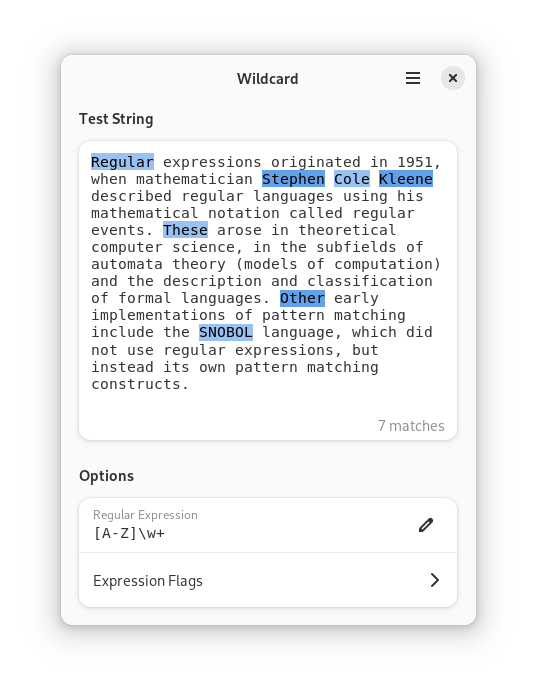 Wildcard
Test String
Regular expressions originated in 1951,
when mathematician Stephen Cole Kleene
described regular languages using his
mathematical notation called regular
events. These arose in theoretical
computer science, in the subfields of
automata theory (models of computation)
and the description and classification
of formal languages. Other early
implementations of pattern matching
include the SNOBOL language, which did
not use regular expressions, but
instead its own pattern matching
constructs.
7 matches
Options
Regular Expression
[A-Z]\w+
Expression Flags